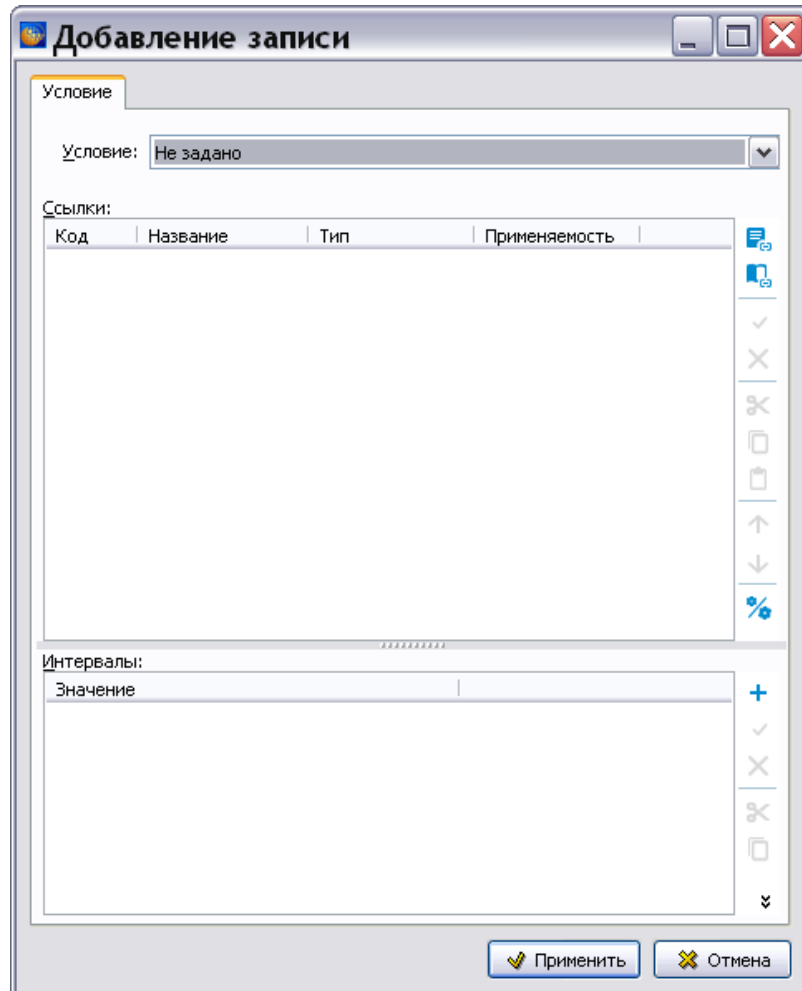 Добавление записи
Условие
Условие: Не задано
Ссылки:
Код Название Тип Применяемость
Интервалы:
Значение
Применить Отмена